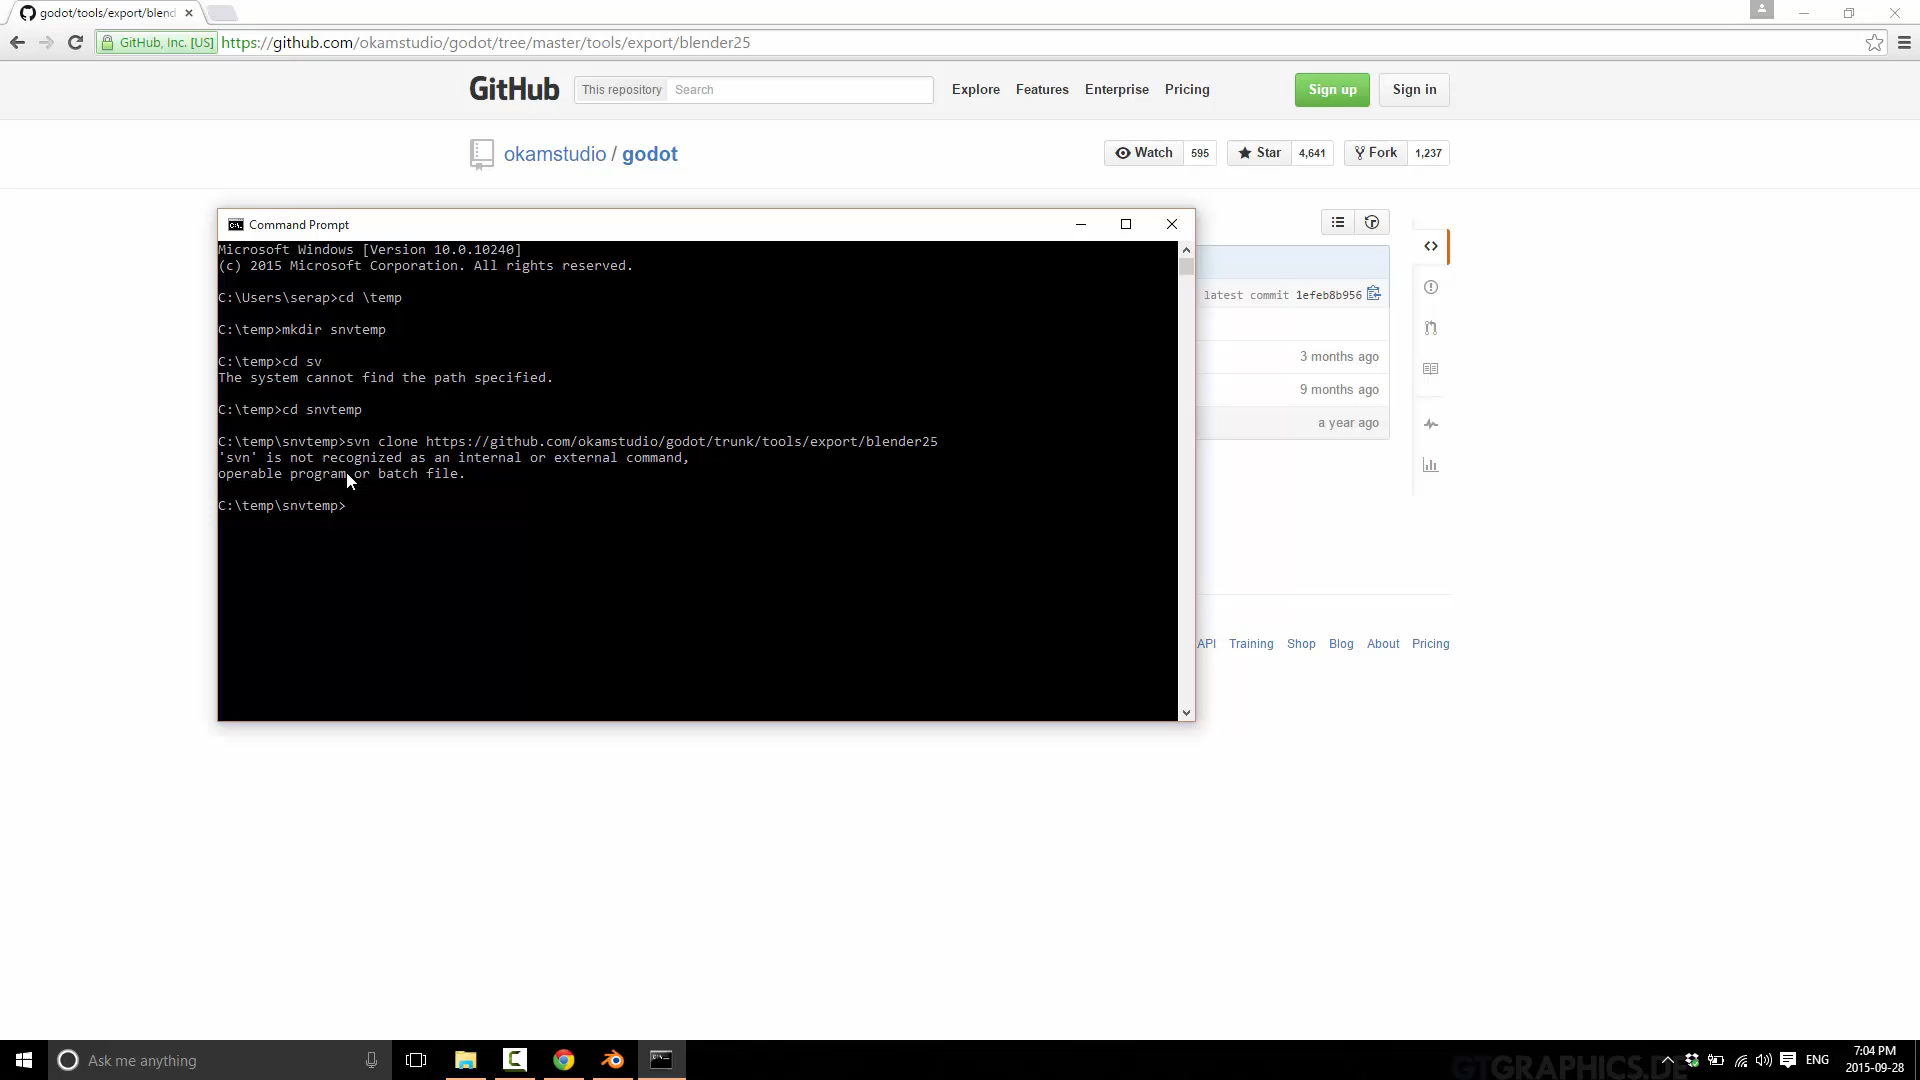 godot/tools/export/blend
GitHub, Inc. [US] https://github.com/okamstudio/godot/tree/master/tools/export/blender25
GitHub This repository Search Explore Features Enterprise Pricing Sign up Sign in
okamstudio / godot Watch 595 Star 4,641 Fork 1,237
Command Prompt
Microsoft Windows [Version 10.0.10240]
(c) 2015 Microsoft Corporation. All rights reserved.
C:\Users\serap>cd \temp
C:\temp>mkdir snvtemp
C:\temp>cd sv
The system cannot find the path specified.
C:\temp>cd snvtemp
C:\temp\snvtemp>svn clone https://github.com/okamstudio/godot/trunk/tools/export/blender25
'svn' is not recognized as an internal or external command,
operable program or batch file.
C:\temp\snvtemp>
latest commit 1efeb8b956
3 months ago
9 months ago
a year ago
API Training Shop Blog About Pricing
Ask me anything
ENG
7:04 PM
2015-09-28
GTGRAPHICS.DE